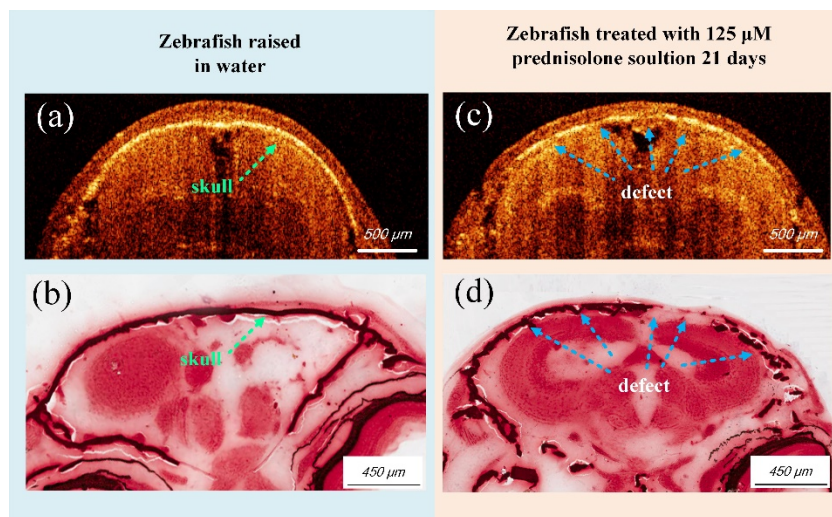 Zebrafish raised
in water
Zebrafish treated with 125 μM
prednisolone soultion 21 days
(a)
skull
500 μm
(c)
defect
500 μm
(b)
skull
450 μm
(d)
defect
450 μm